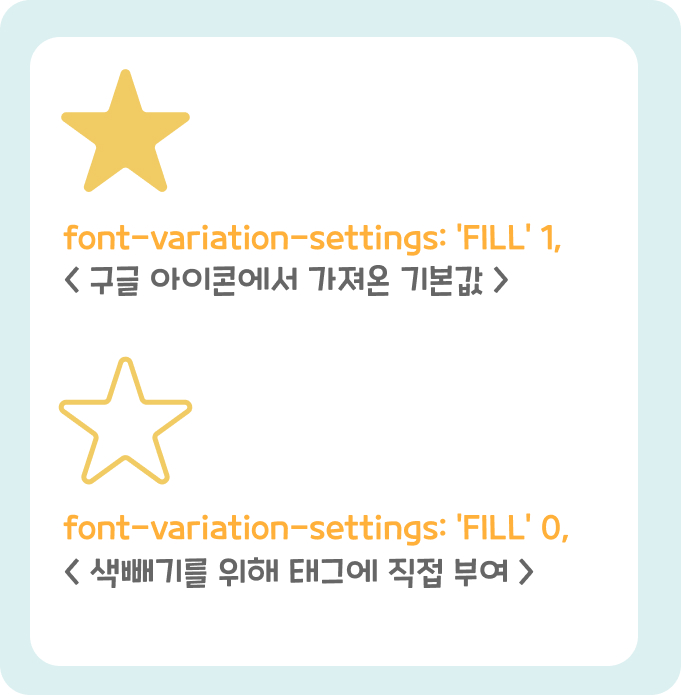 font-variation-settings: 'FILL' 1,
< 구글 아이콘에서 가져온 기본값 >
font-variation-settings: 'FILL' 0,
< 색빼기를 위해 태그에 직접 부여 >